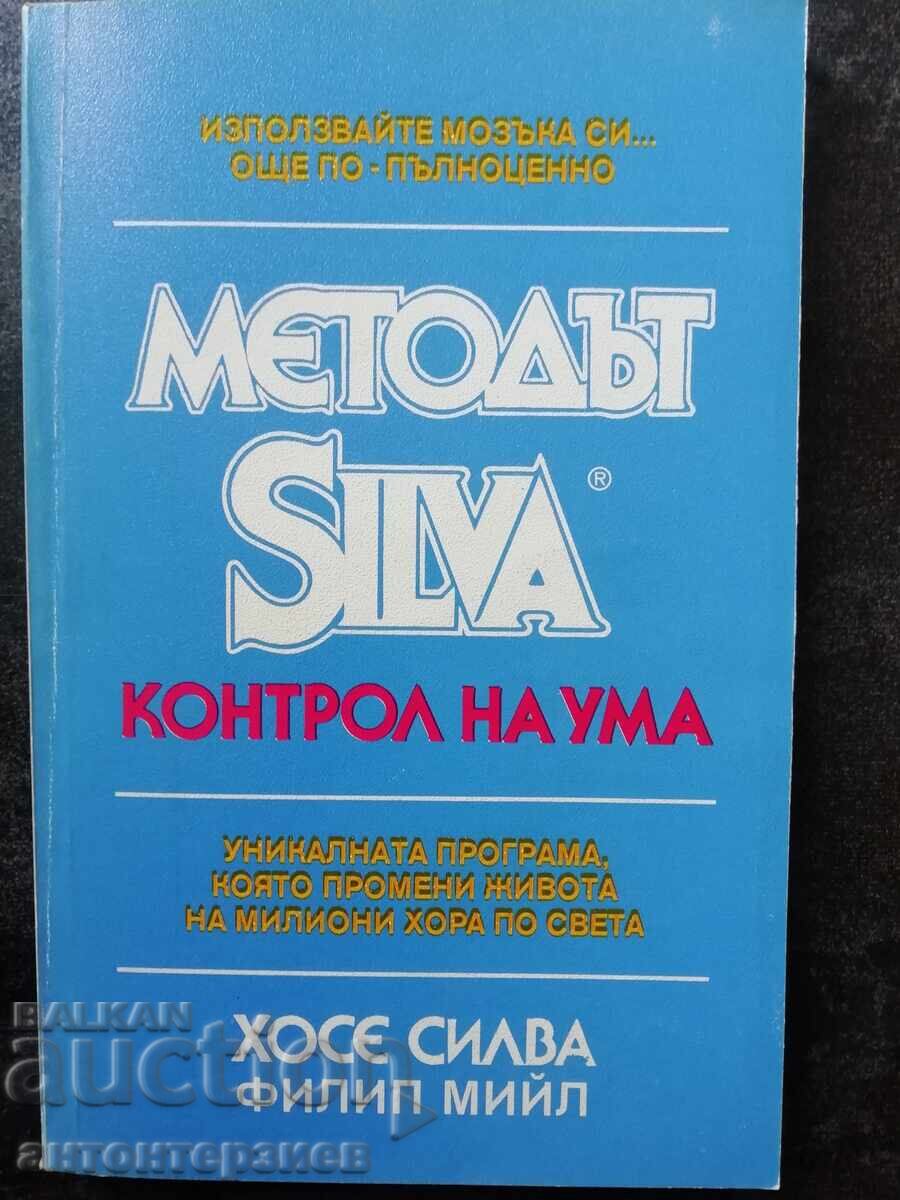 ИЗПОЛЗВАЙТЕ МОЗЪКА СИ...
ОЩЕ ПО - ПЪЛНОЦЕННО
МЕТОДЪТ
SILVA®
КОНТРОЛ НА УМА
УНИКАЛНАТА ПРОГРАМА,
КОЯТО ПРОМЕНИ ЖИВОТА
НА МИЛИОНИ ХОРА ПО СВЕТА
ХОСЕ СИЛВА
ФИЛИП МИЙЛ
BALKAN
auction
антонтерзиев